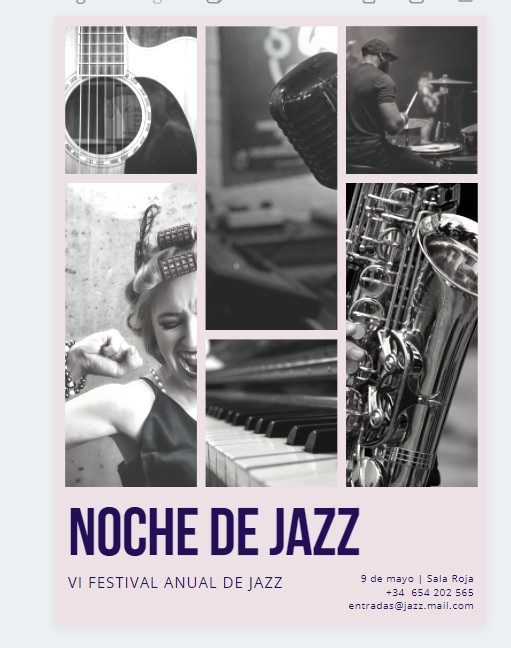 NOCHE DE JAZZ
VI FESTIVAL ANUAL DE JAZZ
9 de mayo | Sala Roja
+34 654 202 565
entradas@jazz.mail.com